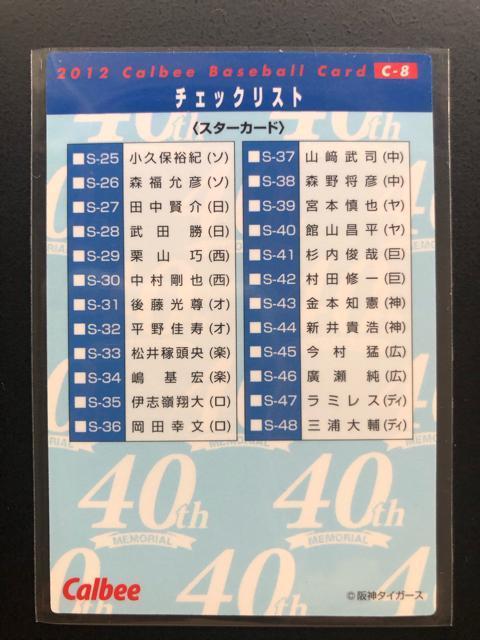 2012 Calbee Baseball Card C-8
チェックリスト
〈スターカード〉
■S-25 小久保裕紀(ソ)
■S-26 森福允彦(ソ)
■S-27 田中賢介(日)
■S-28 武田勝(日)
■S-29 栗山巧(西)
■S-30 中村剛也(西)
■S-31 後藤光尊(オ)
■S-32 平野佳寿(オ)
■S-33 松井稼頭央(楽)
■S-34 嶋基宏(楽)
■S-35 伊志嶺翔大(ロ)
■S-36 岡田幸文(ロ)
■S-37 山﨑武司(中)
■S-38 森野将彦(中)
■S-39 宮本慎也(ヤ)
■S-40 館山昌平(ヤ)
■S-41 杉内俊哉(巨)
■S-42 村田修一(巨)
■S-43 金本知憲(神)
■S-44 新井貴浩(神)
■S-45 今村猛(広)
■S-46 廣瀬純(広)
■S-47 ラミレス(ディ)
■S-48 三浦大輔(ディ)
40th
MEMORIAL
40th
MEMORIAL
Calbee
©阪神タイガース